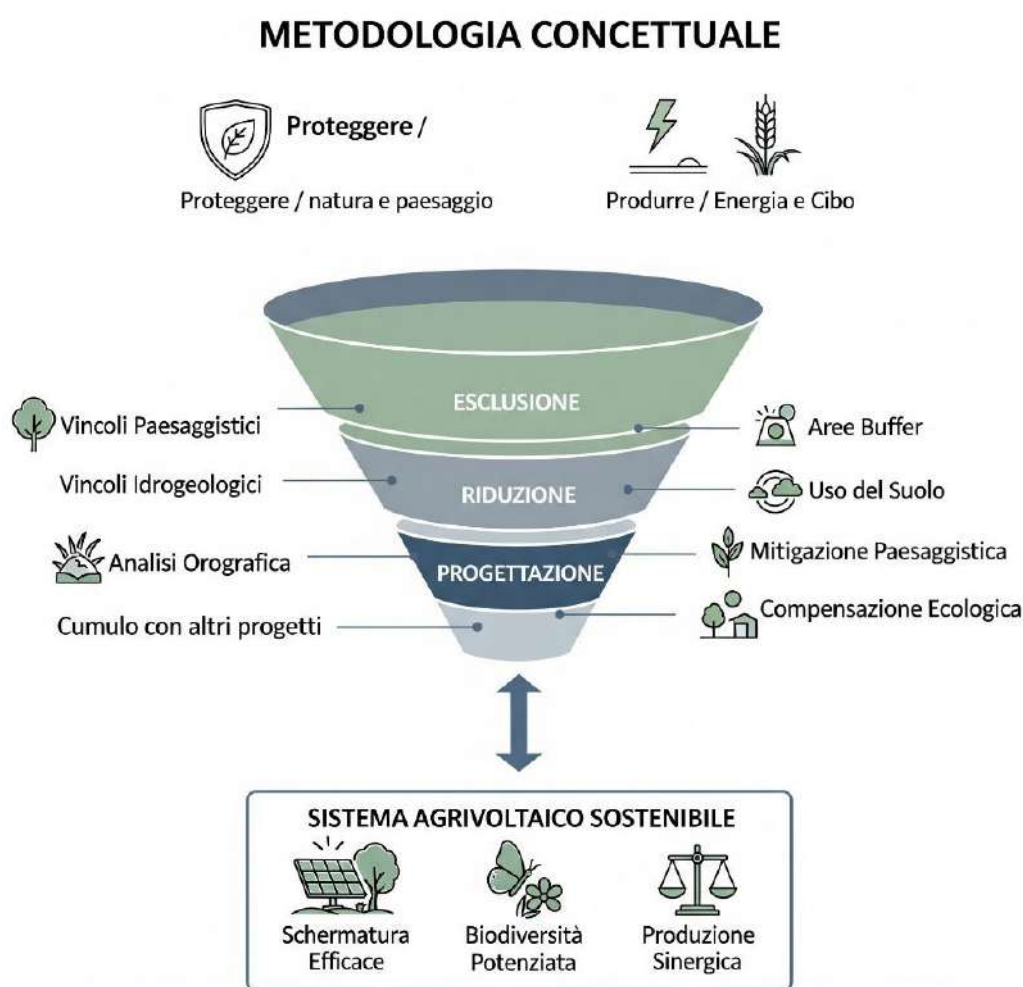 METODOLOGIA CONCETTUALE
Proteggere /
Proteggere / natura e paesaggio
Produrre / Energia e Cibo
ESCLUSIONE
Vincoli Paesaggistici
Aree Buffer
Vincoli Idrogeologici
RIDUZIONE
Uso del Suolo
Analisi Orografica
PROGETTAZIONE
Mitigazione Paesaggistica
Cumulo con altri progetti
Compensazione Ecologica
SISTEMA AGRIVOLTAICO SOSTENIBILE
Schermatura
Efficace
Biodiversità
Potenziata
Produzione
Sinergica